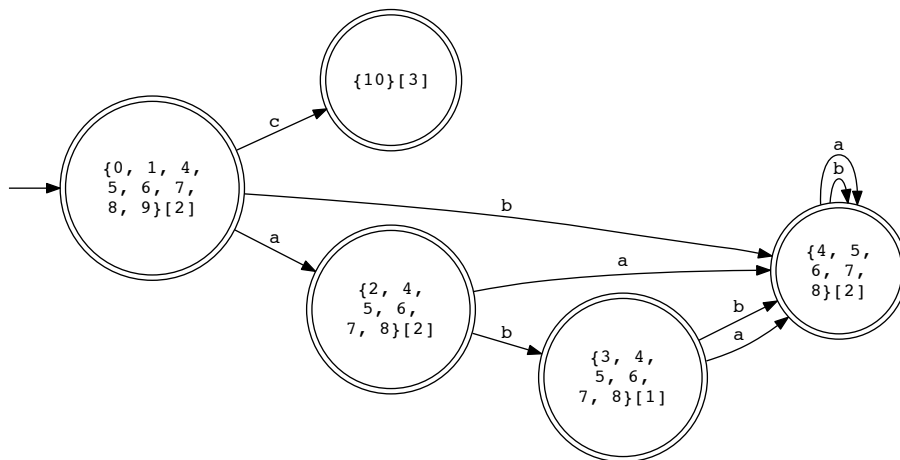 {10}[3]
c
{0, 1, 4,
5, 6, 7,
8, 9}[2]
b
a
{2, 4,
5, 6,
7, 8}[2]
a
b
{3, 4,
5, 6,
7, 8}[1]
b
a
a
b
{4, 5,
6, 7,
8}[2]